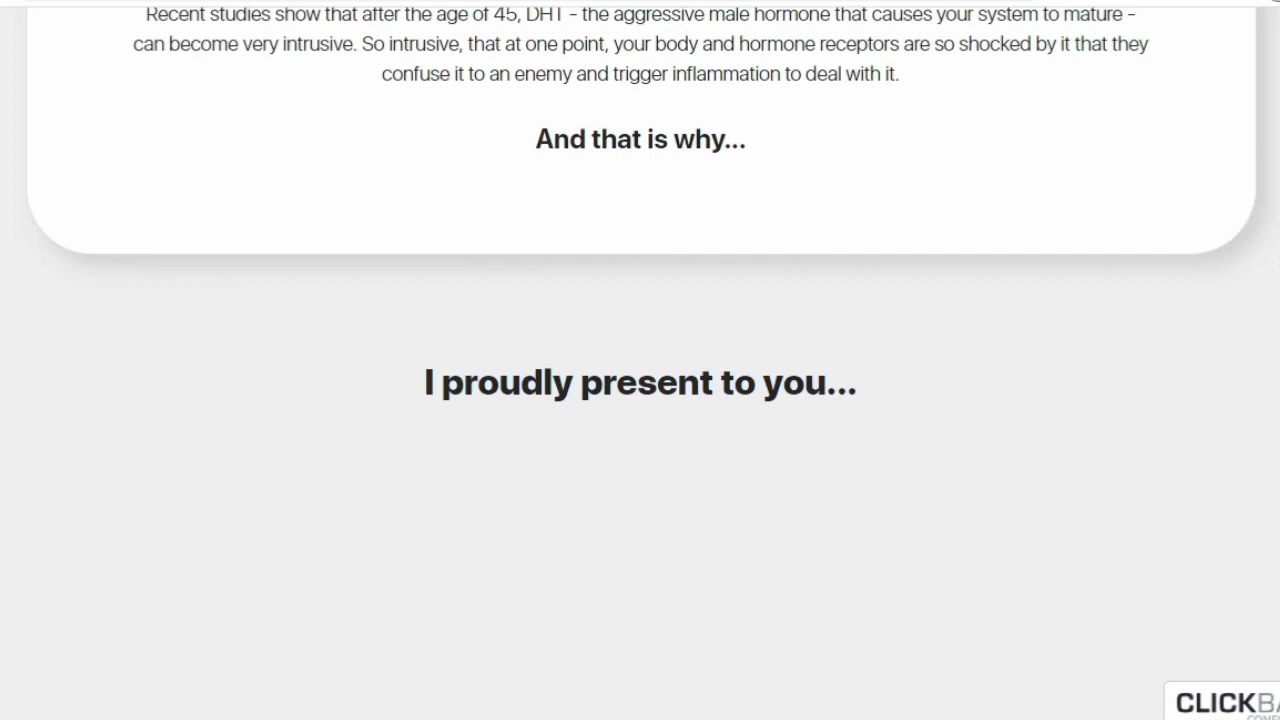 Recent studies show that after the age of 45, DHT - the aggressive male hormone that causes your system to mature -
can become very intrusive. So intrusive, that at one point, your body and hormone receptors are so shocked by it that they
confuse it to an enemy and trigger inflammation to deal with it.
And that is why...
I proudly present to you...
CLICKBA